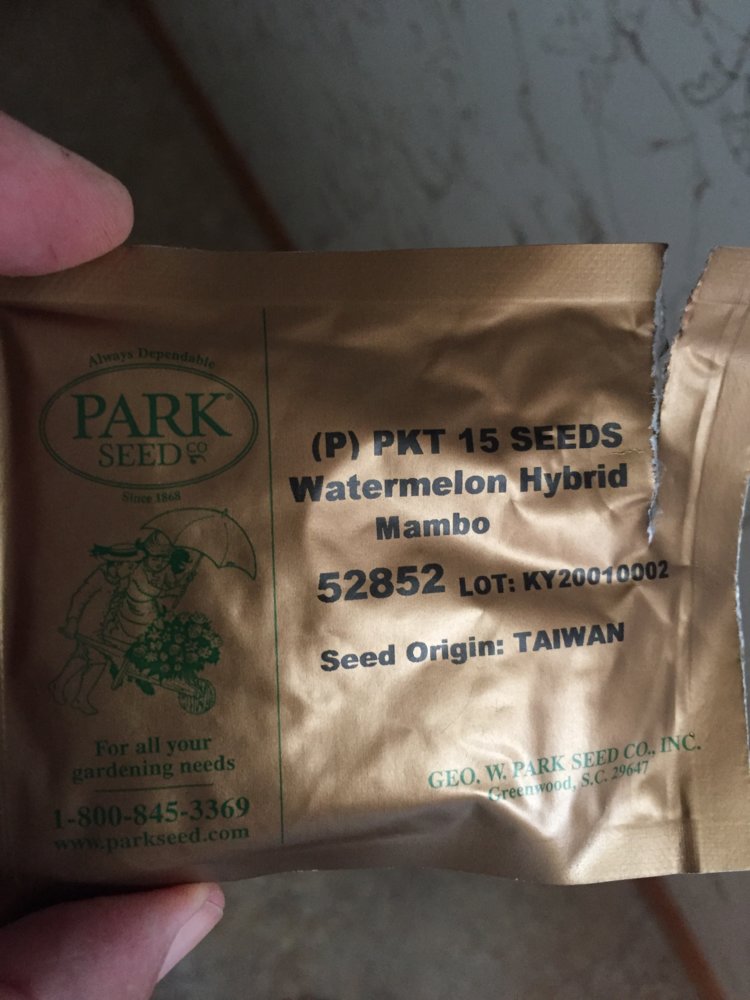 Always Dependable
PARK®
SEED CO
Since 1868
For all your
gardening needs
1-800-845-3369
www.parkseed.com
(P) PKT 15 SEEDS
Watermelon Hybrid
Mambo
52852 LOT: KY20010002
Seed Origin: TAIWAN
GEO. W. PARK SEED CO., INC.
Greenwood, S.C. 29647